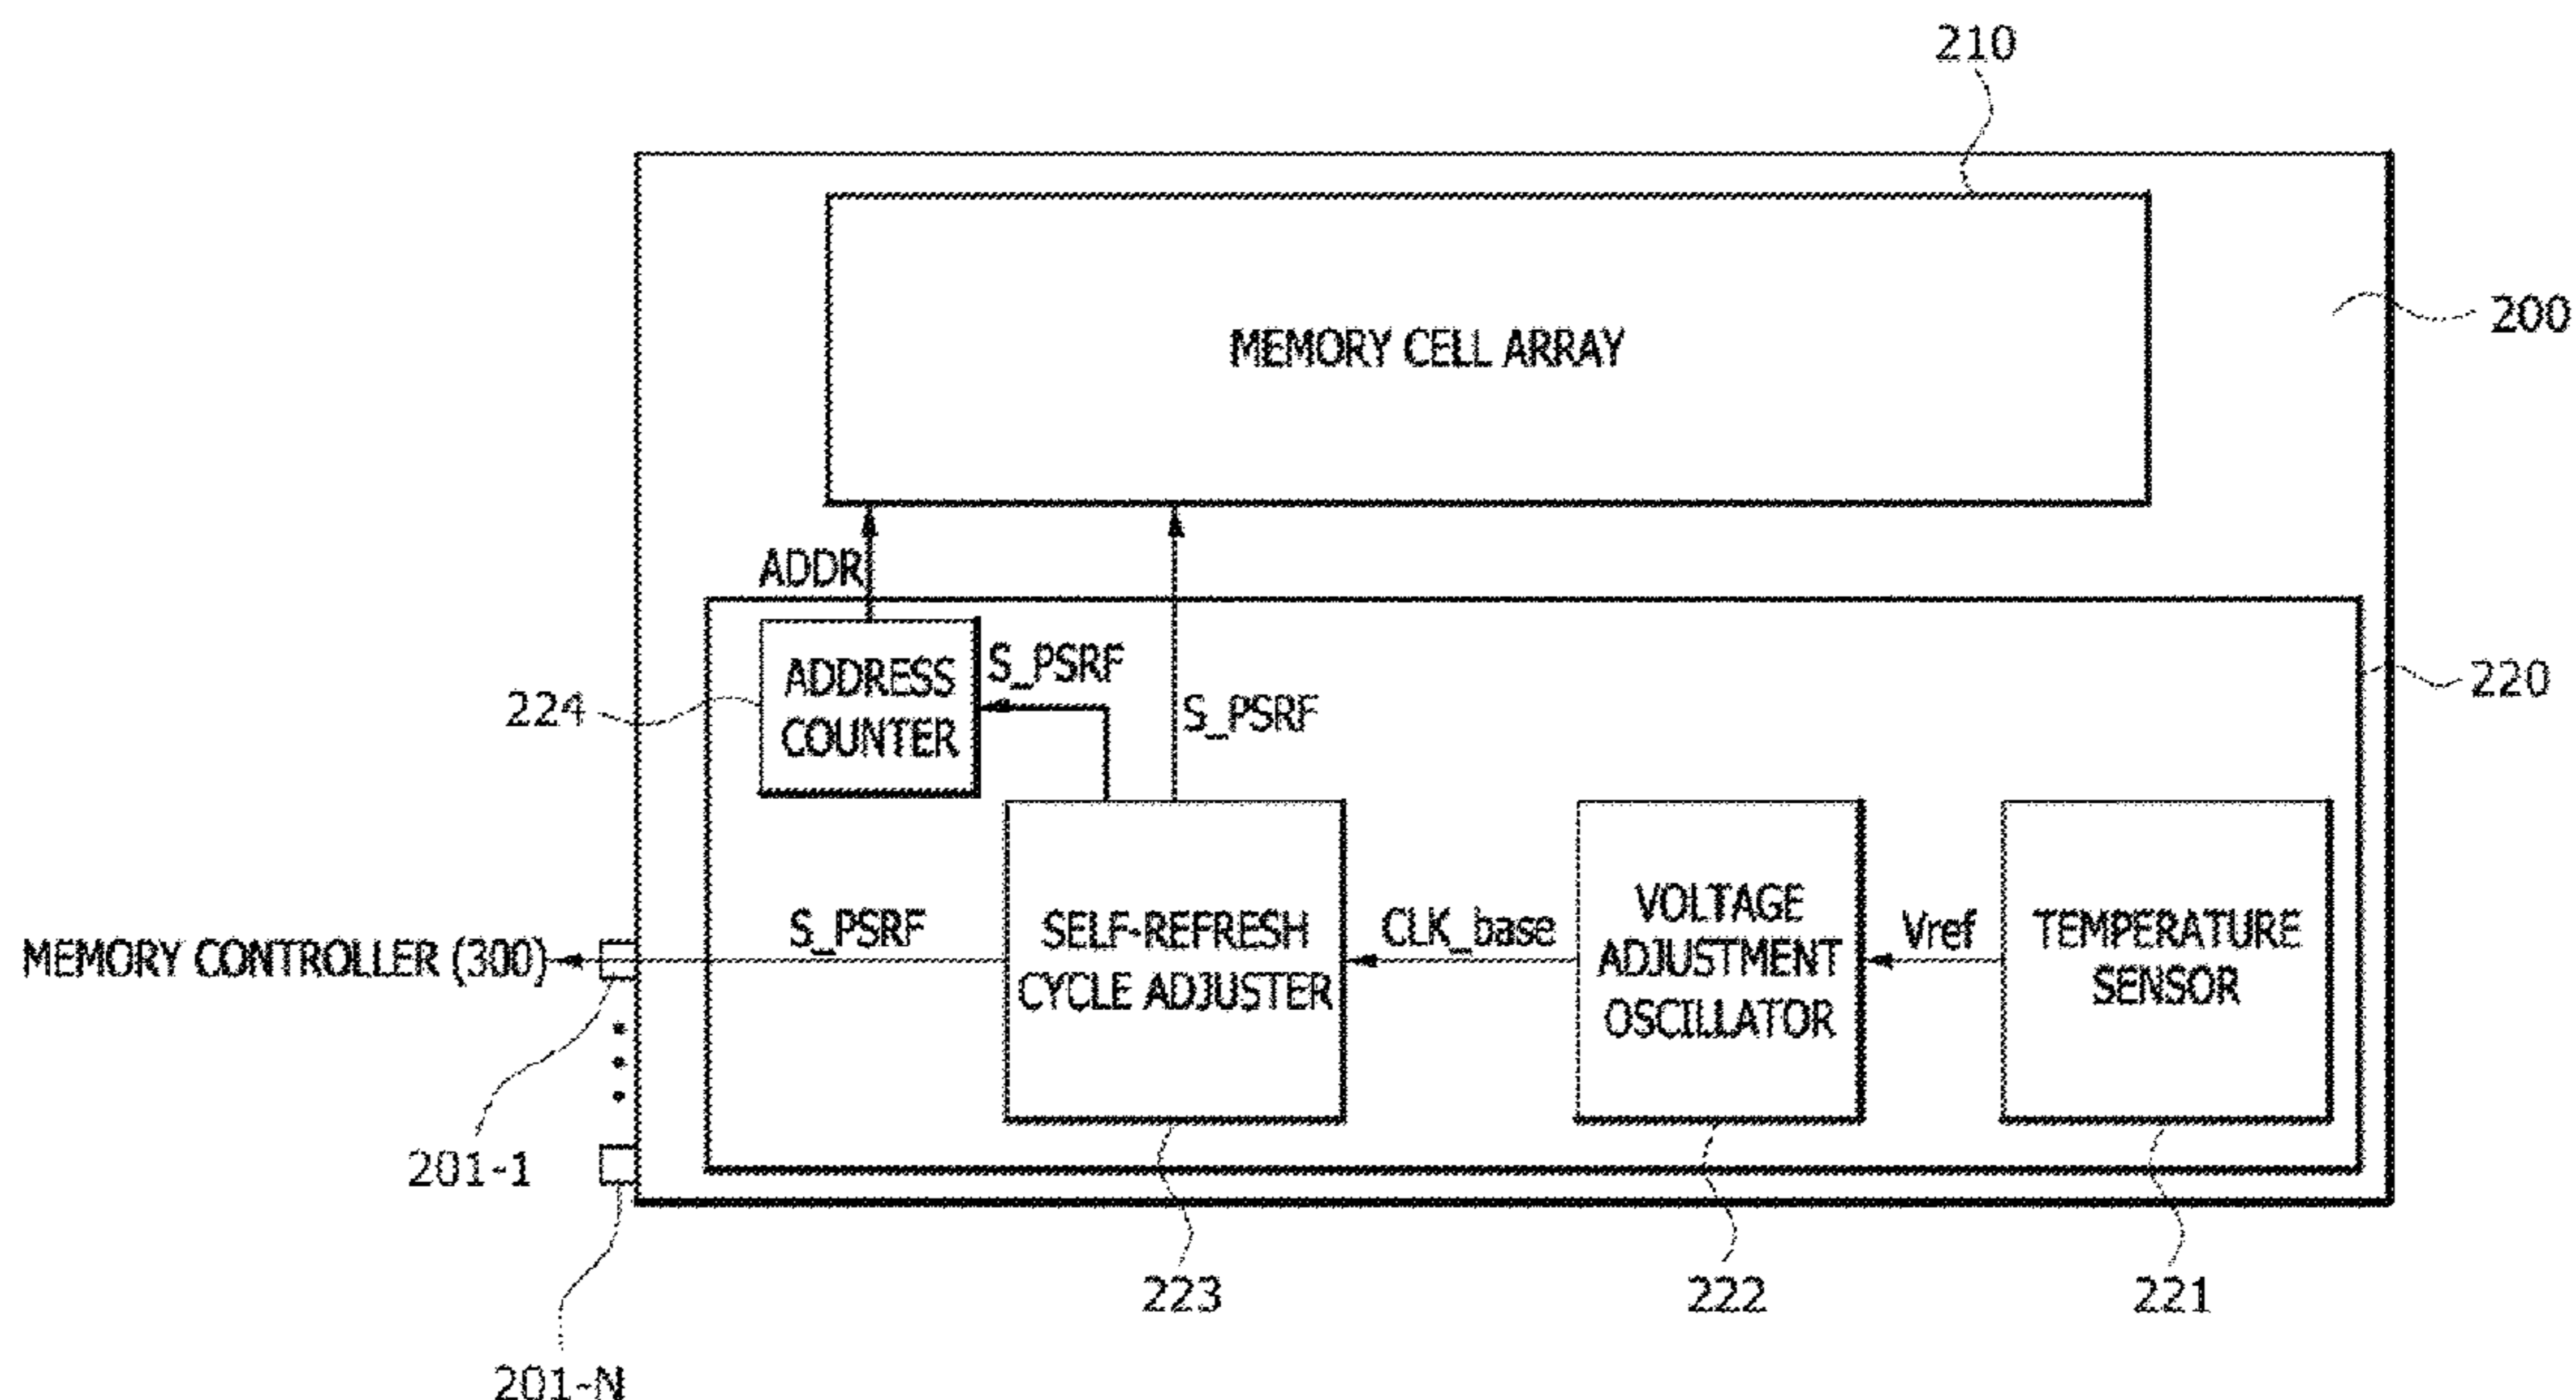 210
MEMORY CELL ARRAY
200
ADDR
ADDRESS
COUNTER
S_PSRF
S_PSRF
224
220
MEMORY CONTROLLER (300)
S_PSRF
SELF-REFRESH
CYCLE ADJUSTER
CLK_base
VOLTAGE
ADJUSTMENT
OSCILLATOR
Vref
TEMPERATURE
SENSOR
201-1
201-N
223
222
221